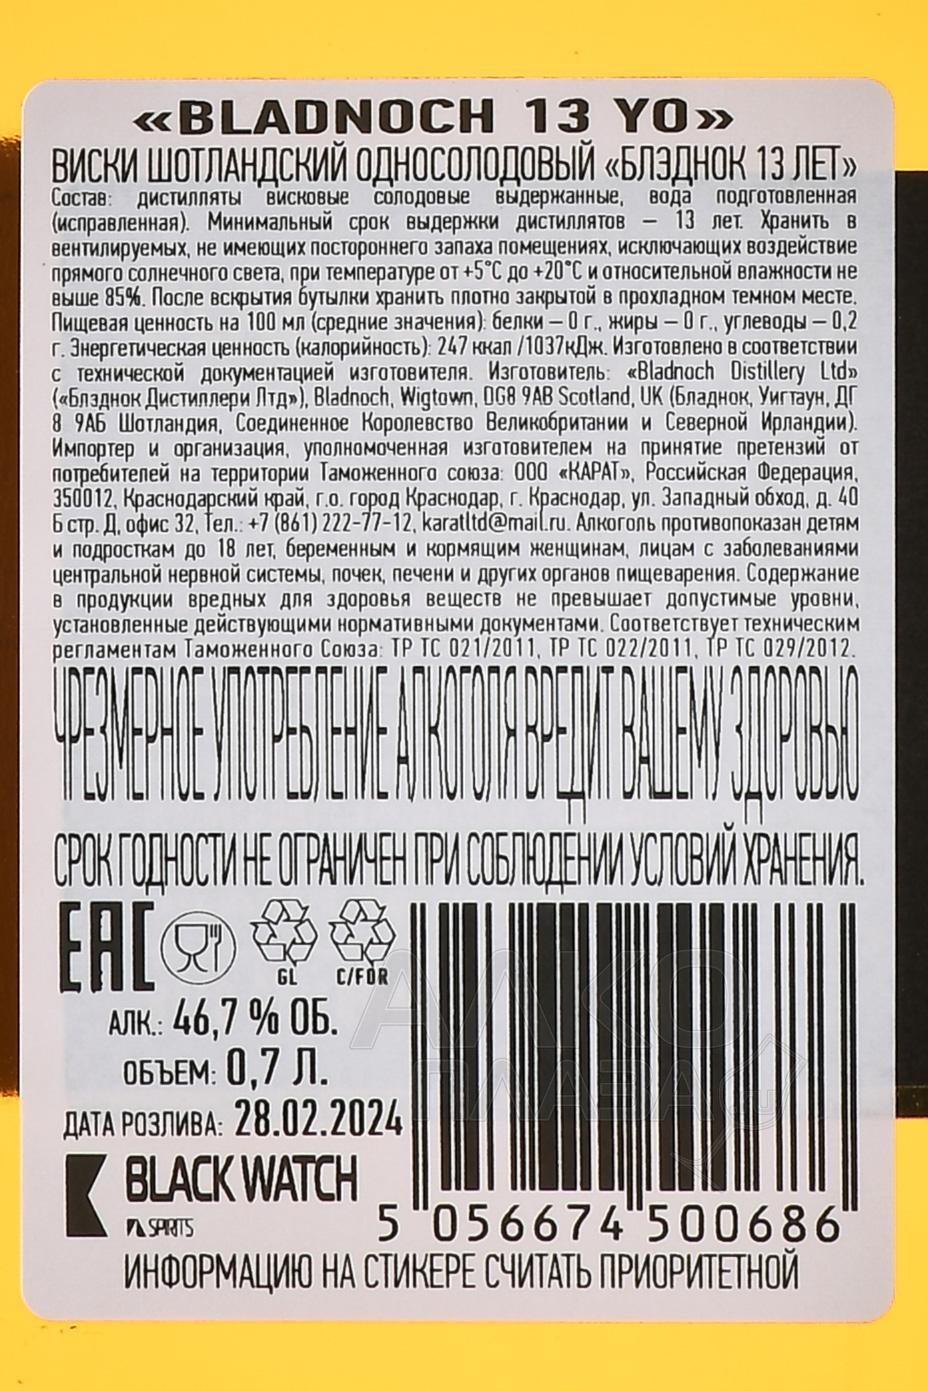 «BLADNOCH 13 YO»
ВИСКИ ШОТЛАНДСКИЙ ОДНОСОЛОДОВЫЙ «БЛЭДНОК 13 ЛЕТ»
Состав: дистилляты висковые солодовые выдержанные, вода подготовленная
(исправленная). Минимальный срок выдержки дистиллятов – 13 лет. Хранить в
вентилируемых, не имеющих постороннего запаха помещениях, исключающих воздействие
прямого солнечного света, при температуре от +5°С до +20°С и относительной влажности не
выше 85%. После вскрытия бутылки хранить плотно закрытой в прохладном темном месте.
Пищевая ценность на 100 мл (средние значения): белки – 0 г., жиры – 0 г., углеводы – 0,2
г. Энергетическая ценность (калорийность): 247 ккал /1037кДж. Изготовлено в соответствии
с технической документацией изготовителя. Изготовитель: «Bladnoch Distillery Ltd»
(«Блэднок Дистиллери Лтд»), Bladnoch, Wigtown, DG8 9AB Scotland, UK (Бладнок, Уигтаун, ДГ
8 9АБ Шотландия, Соединенное Королевство Великобритании и Северной Ирландии).
Импортер и организация, уполномоченная изготовителем на принятие претензий от
потребителей на территории Таможенного союза: ООО «КАРАТ», Российская Федерация,
350012, Краснодарский край, г.о. город Краснодар, г. Краснодар, ул. Западный обход, д. 40
Б стр. Д, офис 32, Тел.: +7 (861) 222-77-12, karatltd@mail.ru. Алкоголь противопоказан детям
и подросткам до 18 лет, беременным и кормящим женщинам, лицам с заболеваниями
центральной нервной системы, почек, печени и других органов пищеварения. Содержание
в продукции вредных для здоровья веществ не превышает допустимые уровни,
установленные действующими нормативными документами. Соответствует техническим
регламентам Таможенного Союза: ТР ТС 021/2011, ТР ТС 022/2011, ТР ТС 029/2012.
ЧРЕЗМЕРНОЕ УПОТРЕБЛЕНИЕ АЛКОГОЛЯ ВРЕДИТ ВАШЕМУ ЗДОРОВЬЮ
СРОК ГОДНОСТИ НЕ ОГРАНИЧЕН ПРИ СОБЛЮДЕНИИ УСЛОВИЙ ХРАНЕНИЯ.
EAC
GL
C/FOR
АЛК.: 46,7 % ОБ.
ОБЪЕМ: 0,7 Л.
ДАТА РОЗЛИВА: 28.02.2024
BLACK WATCH
SPIRITS
5 056674 500686
АЛКО
ПЛАЗА
.ru
ИНФОРМАЦИЮ НА СТИКЕРЕ СЧИТАТЬ ПРИОРИТЕТНОЙ